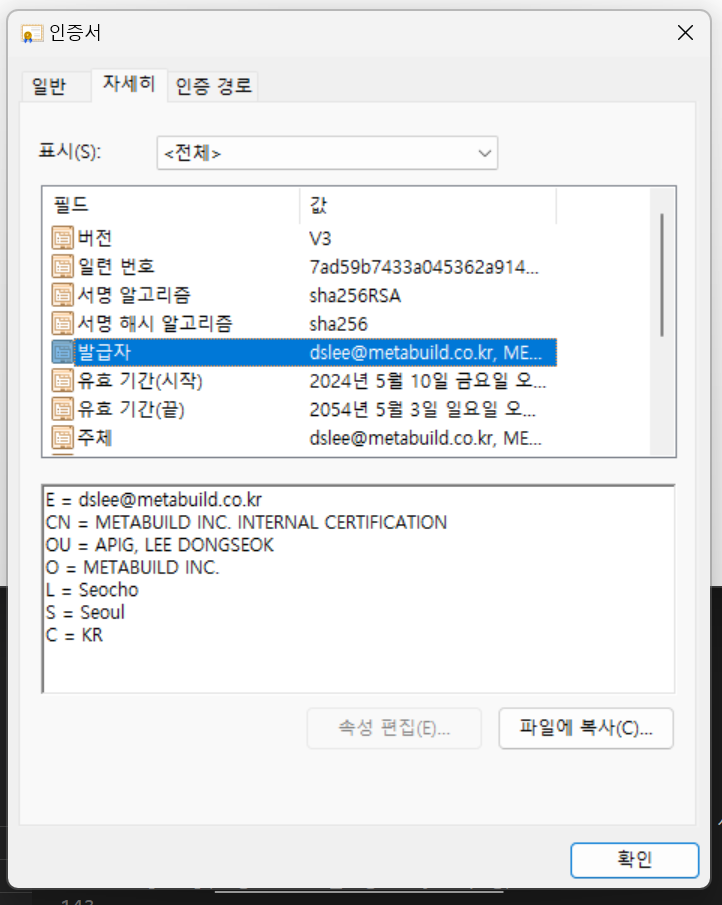 인증서
일반 자세히 인증 경로
표시(S): <전체>
필드 값
버전 V3
일련 번호 7ad59b7433a045362a914...
서명 알고리즘 sha256RSA
서명 해시 알고리즘 sha256
발급자 dslee@metabuild.co.kr, ME...
유효 기간(시작) 2024년 5월 10일 금요일 오...
유효 기간(끝) 2054년 5월 3일 일요일 오...
주체 dslee@metabuild.co.kr, ME...
E = dslee@metabuild.co.kr
CN = METABUILD INC. INTERNAL CERTIFICATION
OU = APIG, LEE DONGSEOK
O = METABUILD INC.
L = Seocho
S = Seoul
C = KR
속성 편집(E)... 파일에 복사(C)...
확인